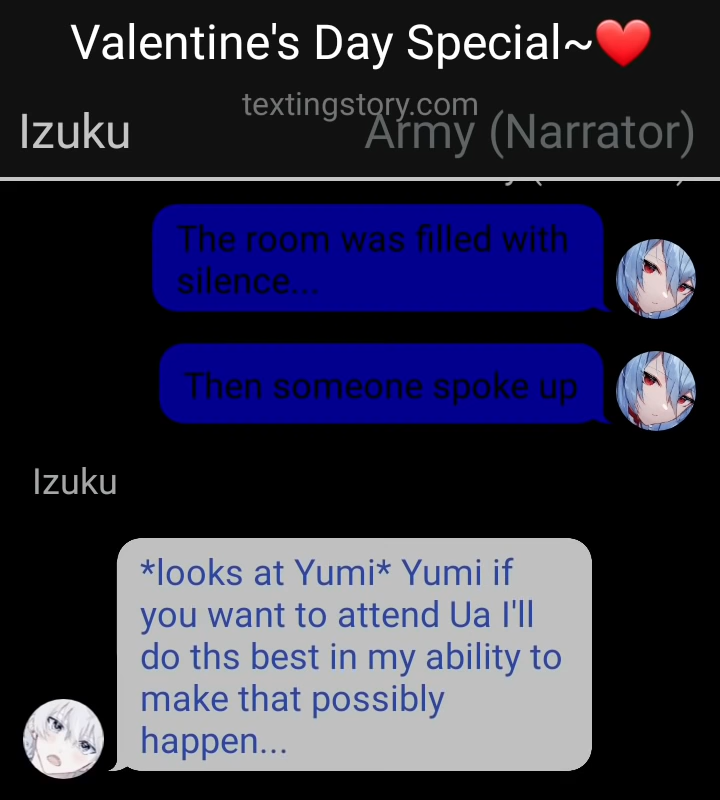 Valentine's Day Special~❤️
textingstory.com
Izuku
Army (Narrator)
The room was filled with
silence...
Then someone spoke up
Izuku
*looks at Yumi* Yumi if
you want to attend Ua I'll
do ths best in my ability to
make that possibly
happen...